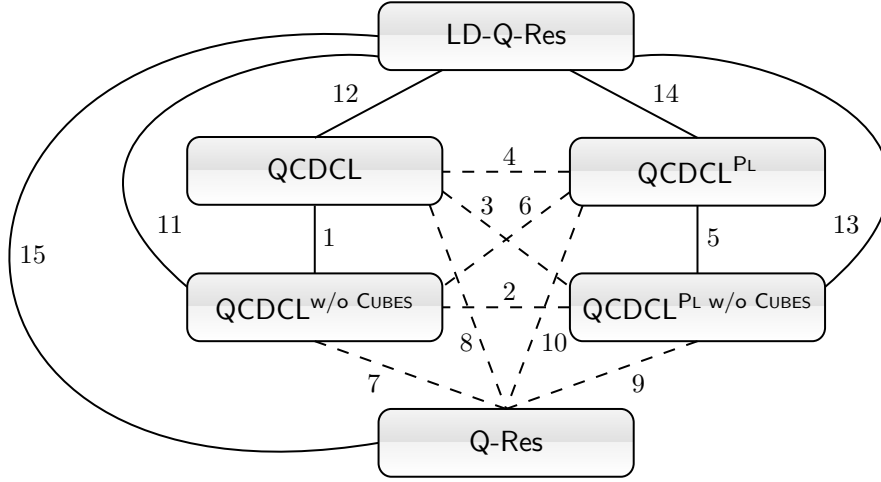 LD-Q-Res
12
14
QCDCL
4
QCDCL^PL
3
6
11
1
5
13
15
QCDCL^w/o CUBES
2
QCDCL^PL w/o CUBES
8
10
7
9
Q-Res